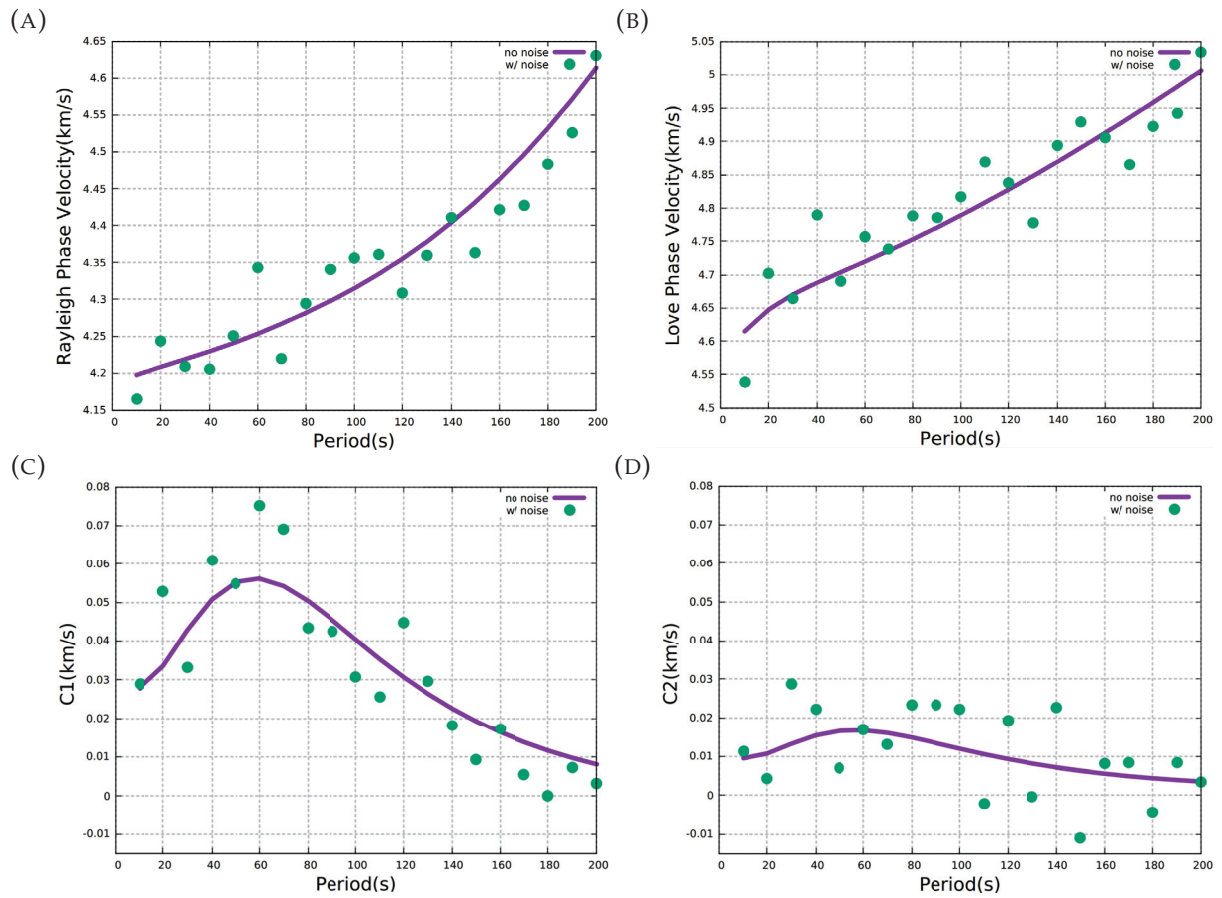 (A)
4.65
4.6
4.55
4.5
4.45
4.4
4.35
4.3
4.25
4.2
4.15
Rayleigh Phase Velocity(km/s)
no noise
w/ noise
0 20 40 60 80 100 120 140 160 180 200
Period(s)
(B)
5.05
5
4.95
4.9
4.85
4.8
4.75
4.7
4.65
4.6
4.55
4.5
Love Phase Velocity(km/s)
no noise
w/ noise
0 20 40 60 80 100 120 140 160 180 200
Period(s)
(C)
0.08
0.07
0.06
0.05
0.04
0.03
0.02
0.01
0
-0.01
C1(km/s)
no noise
w/ noise
0 20 40 60 80 100 120 140 160 180 200
Period(s)
(D)
0.08
0.07
0.06
0.05
0.04
0.03
0.02
0.01
0
-0.01
C2(km/s)
no noise
w/ noise
0 20 40 60 80 100 120 140 160 180 200
Period(s)